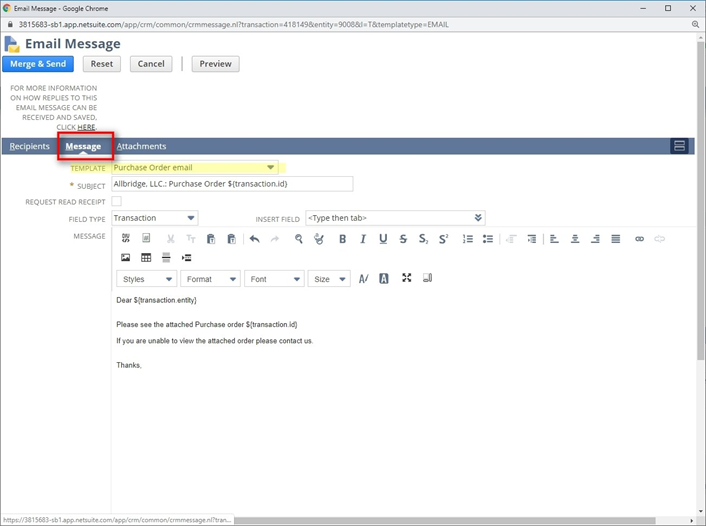 Email Message - Google Chrome
3815683-sb1.app.netsuite.com/app/crm/common/crmmessage.nl?transaction=418149&entity=9008&l=T&templatetype=EMAIL
Email Message
Merge & Send Reset Cancel Preview
FOR MORE INFORMATION
ON HOW REPLIES TO THIS
EMAIL MESSAGE CAN BE
RECEIVED AND SAVED,
CLICK HERE.
Recipients Message Attachments
TEMPLATE Purchase Order email
* SUBJECT Allbridge, LLC.: Purchase Order ${transaction.id}
REQUEST READ RECEIPT
FIELD TYPE Transaction INSERT FIELD <Type then tab>
MESSAGE
Styles Format Font Size
Dear ${transaction.entity}
Please see the attached Purchase order ${transaction.id}
If you are unable to view the attached order please contact us.
Thanks,
https://3815683-sb1.app.netsuite.com/app/crm/common/crmmessage.nl?tran...